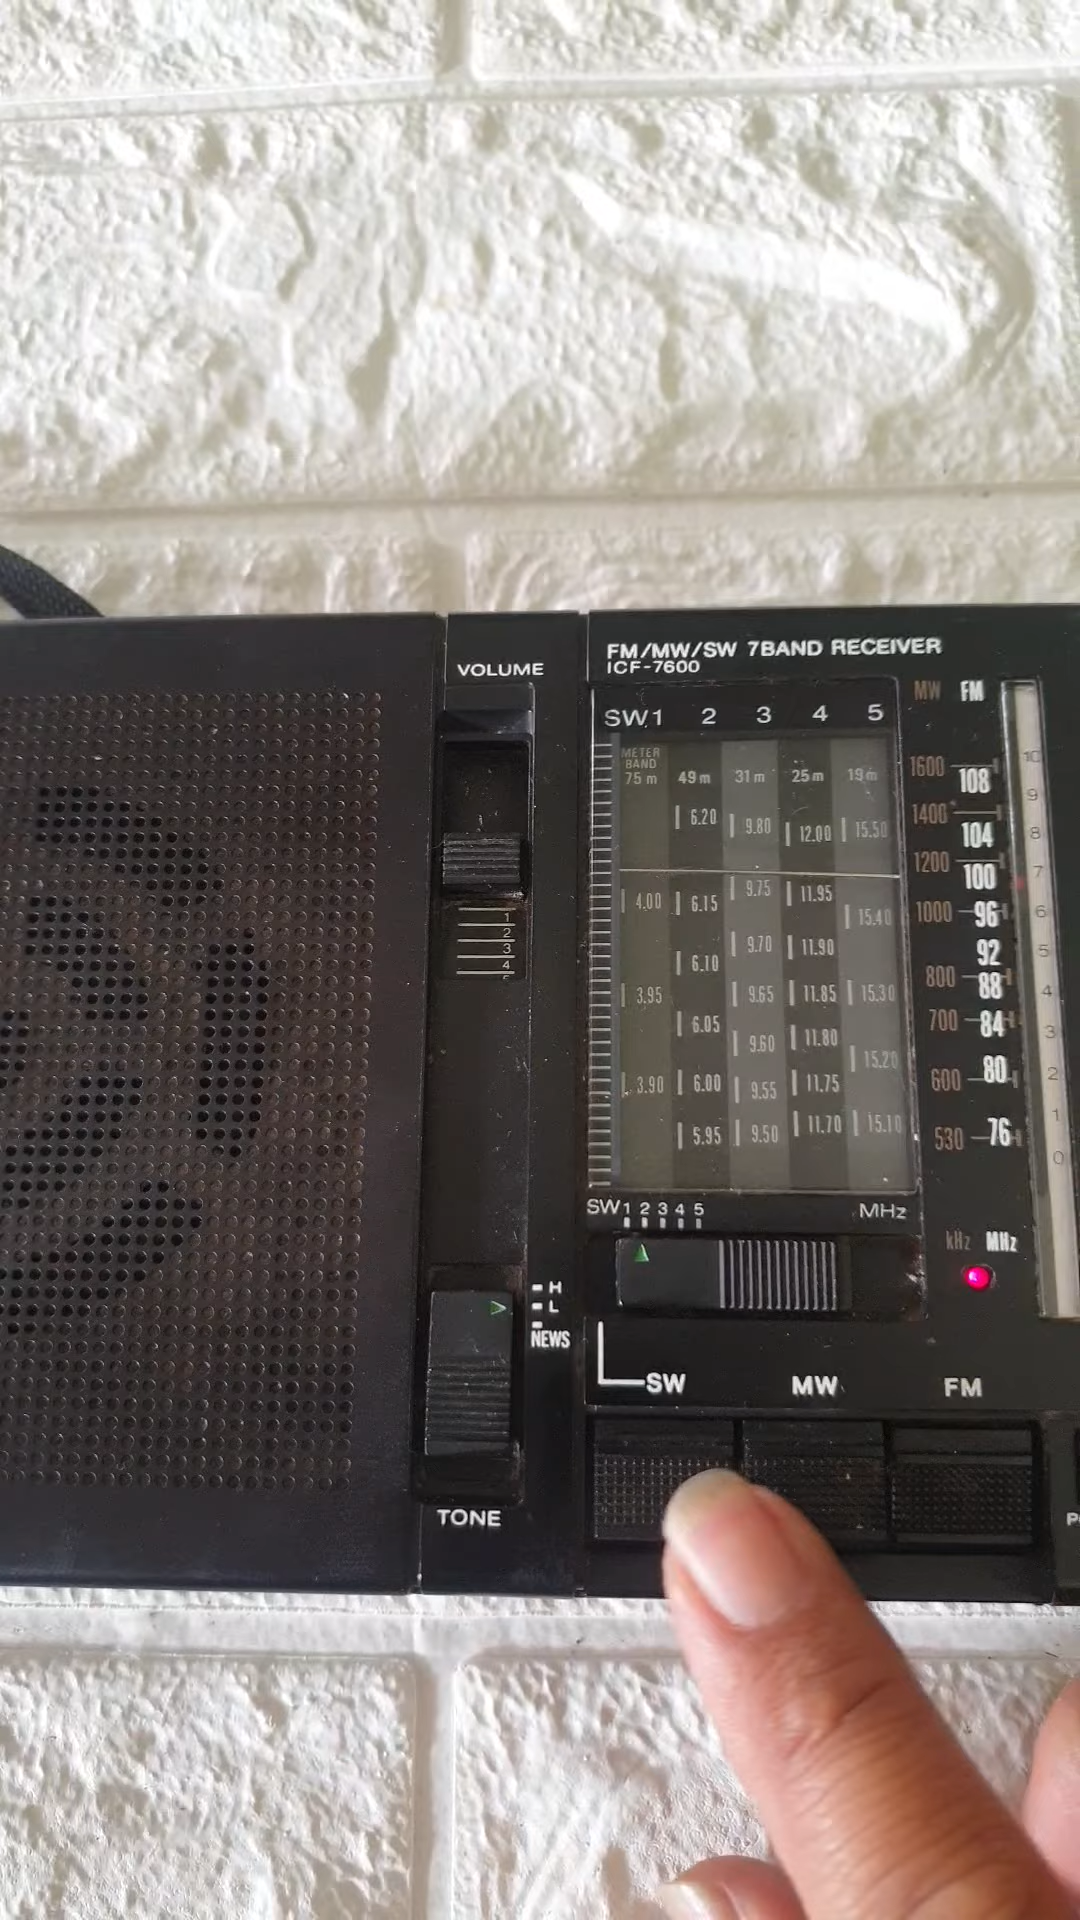 VOLUME
1
2
3
4
H
L
NEWS
TONE
FM/MW/SW 7BAND RECEIVER
ICF-7600
SW1 2 3 4 5
METER
BAND
75 m 49m 31m 25m 19m
6.20 9.80 12.00 15.50
4.00 6.15 9.75 11.95 15.40
6.10 9.70 11.90
3.95 9.65 11.85 15.30
6.05 9.60 11.80 15.20
3.90 6.00 9.55 11.75
5.95 9.50 11.70 15.10
SW1 2 3 4 5 MHz
MW FM
1600 108
1400 104
1200 100
1000 96
92
800 88
700 84
600 80
530 76
kHz MHz
10
9
8
7
6
5
4
3
2
1
0
SW MW FM